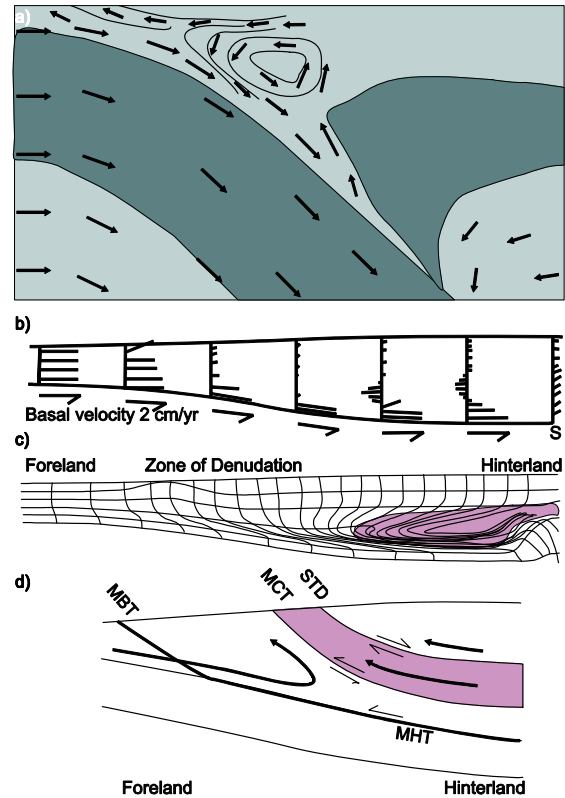 a)
b)
Basal velocity 2 cm/yr
S
c)
Foreland Zone of Denudation Hinterland
d)
MBT MCT STD
MHT
Foreland Hinterland